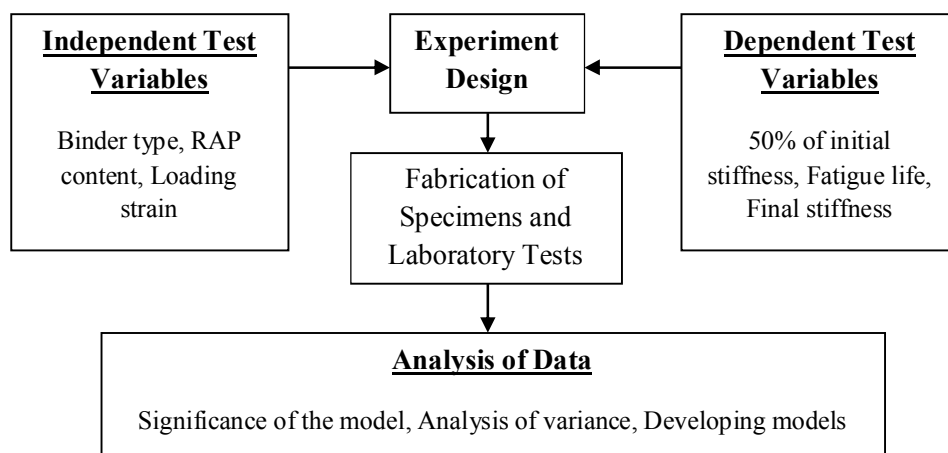 Independent Test
Variables
Binder type, RAP
content, Loading
strain
Experiment
Design
Dependent Test
Variables
50% of initial
stiffness, Fatigue life,
Final stiffness
Fabrication of
Specimens and
Laboratory Tests
Analysis of Data
Significance of the model, Analysis of variance, Developing models